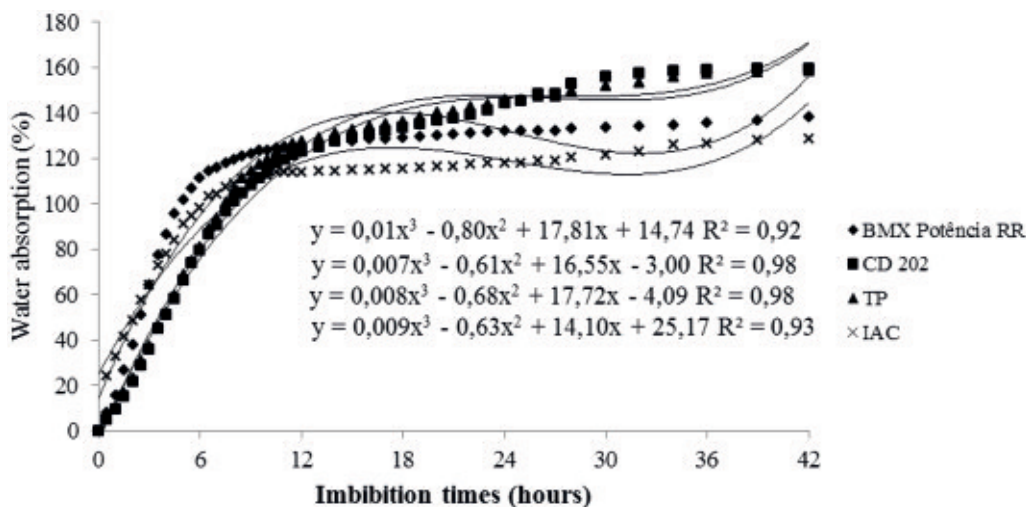 180
160
140
120
100
80
60
40
20
0
Water absorption (%)
y = 0,01x³ - 0,80x² + 17,81x + 14,74 R² = 0,92
y = 0,007x³ - 0,61x² + 16,55x - 3,00 R² = 0,98
y = 0,008x³ - 0,68x² + 17,72x - 4,09 R² = 0,98
y = 0,009x³ - 0,63x² + 14,10x + 25,17 R² = 0,93
BMX Potência RR
CD 202
TP
IAC
0 6 12 18 24 30 36 42
Imbibition times (hours)